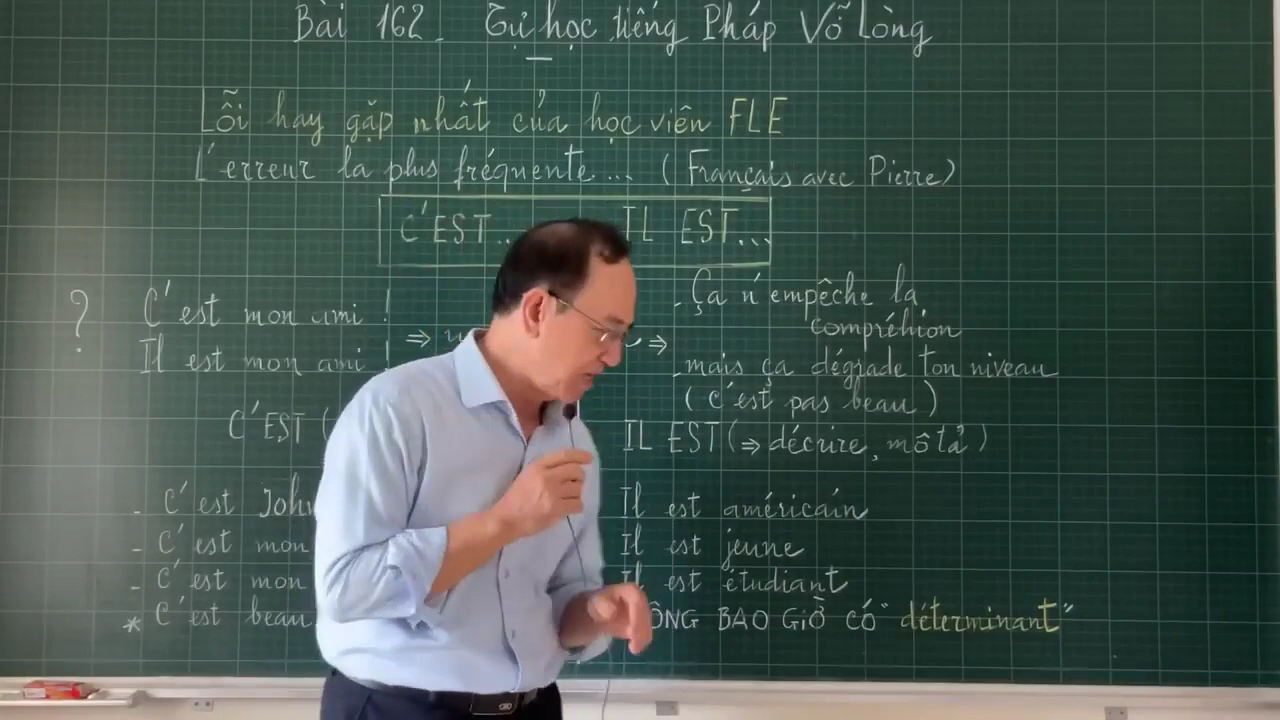 Bài 162. Tự học tiếng Pháp Vỡ Lòng
Lỗi hay gặp nhất của học viên FLE
L'erreur la plus fréquente... (Français avec Pierre)
C'EST.. IL EST...
- Ça n'empêche la
compréhion
? C'est mon ami !
⇒ ⇒
Il est mon ami
- mais ça dégrade ton niveau
(c'est pas beau)
C'EST ( IL EST (⇒ décrire, mô tả)
- C'est John Il est américain
- C'est mon Il est jeune
- C'est mon Il est étudiant
* C'est beau BAO GIỜ CÓ "déterminant"